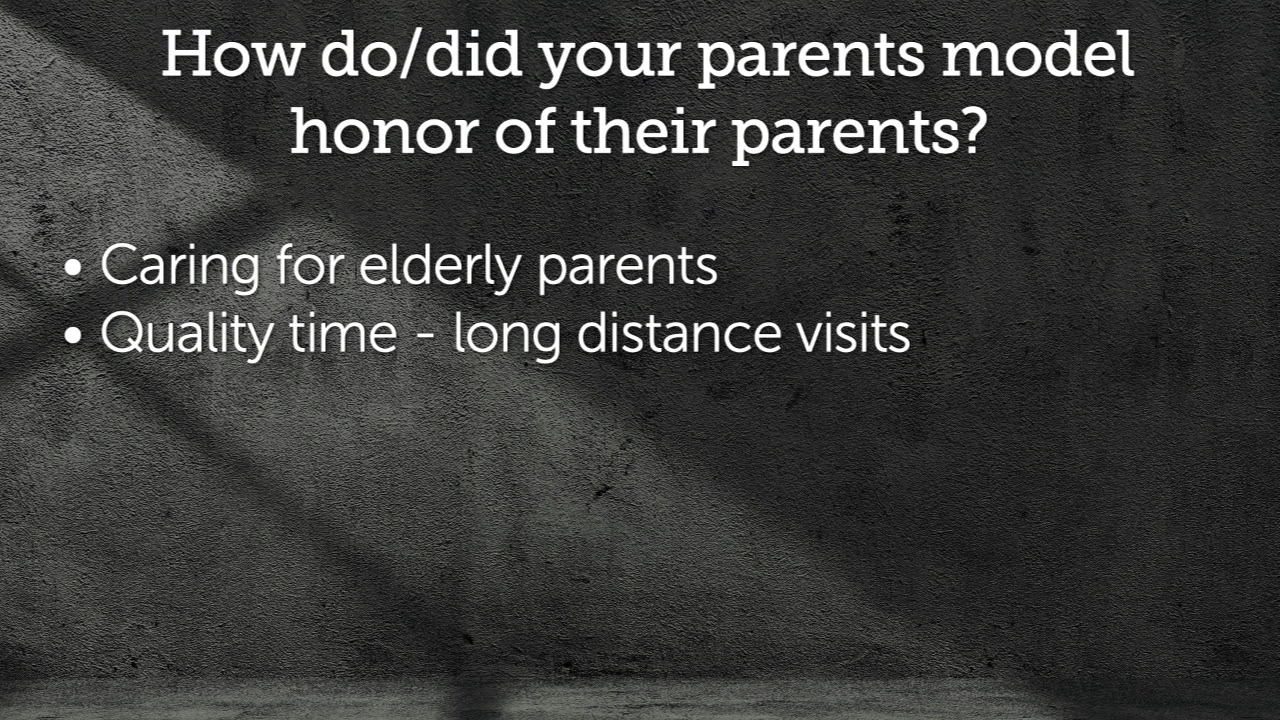 How do/did your parents model
honor of their parents?
• Caring for elderly parents
• Quality time - long distance visits